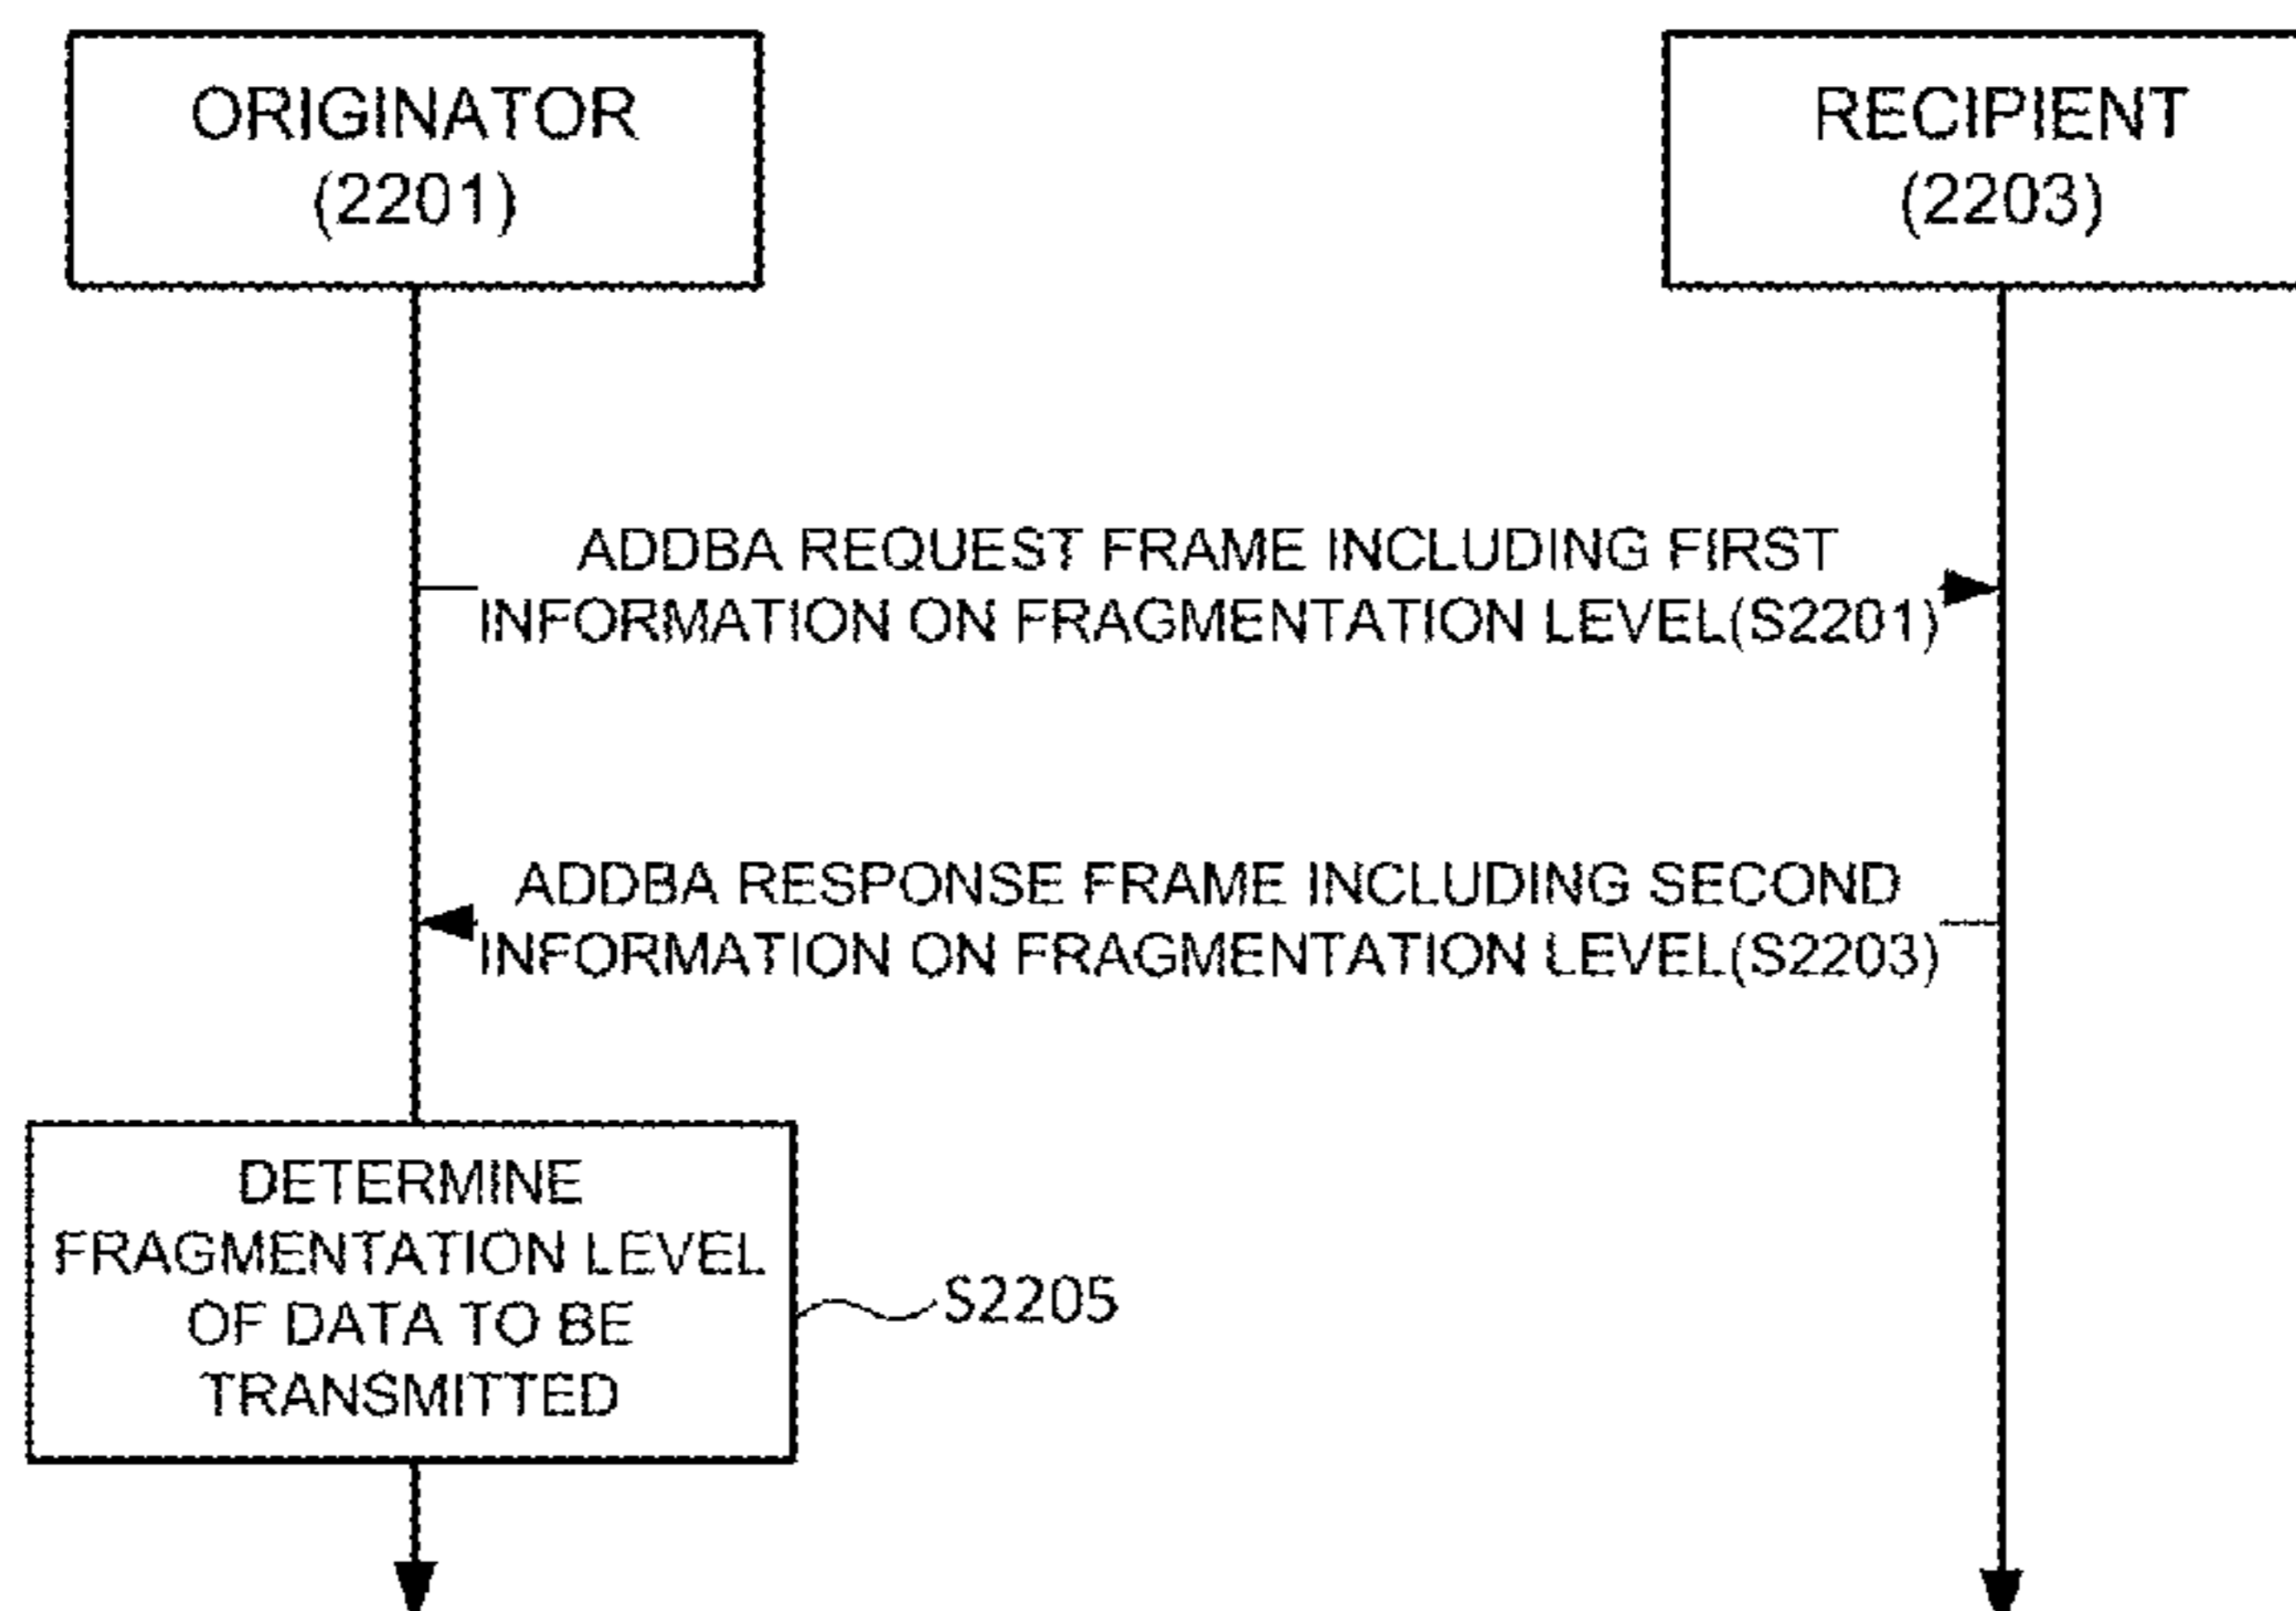 ORIGINATOR
(2201)
RECIPIENT
(2203)
ADDBA REQUEST FRAME INCLUDING FIRST
INFORMATION ON FRAGMENTATION LEVEL(S2201)
ADDBA RESPONSE FRAME INCLUDING SECOND
INFORMATION ON FRAGMENTATION LEVEL(S2203)
DETERMINE
FRAGMENTATION LEVEL
OF DATA TO BE
TRANSMITTED
S2205